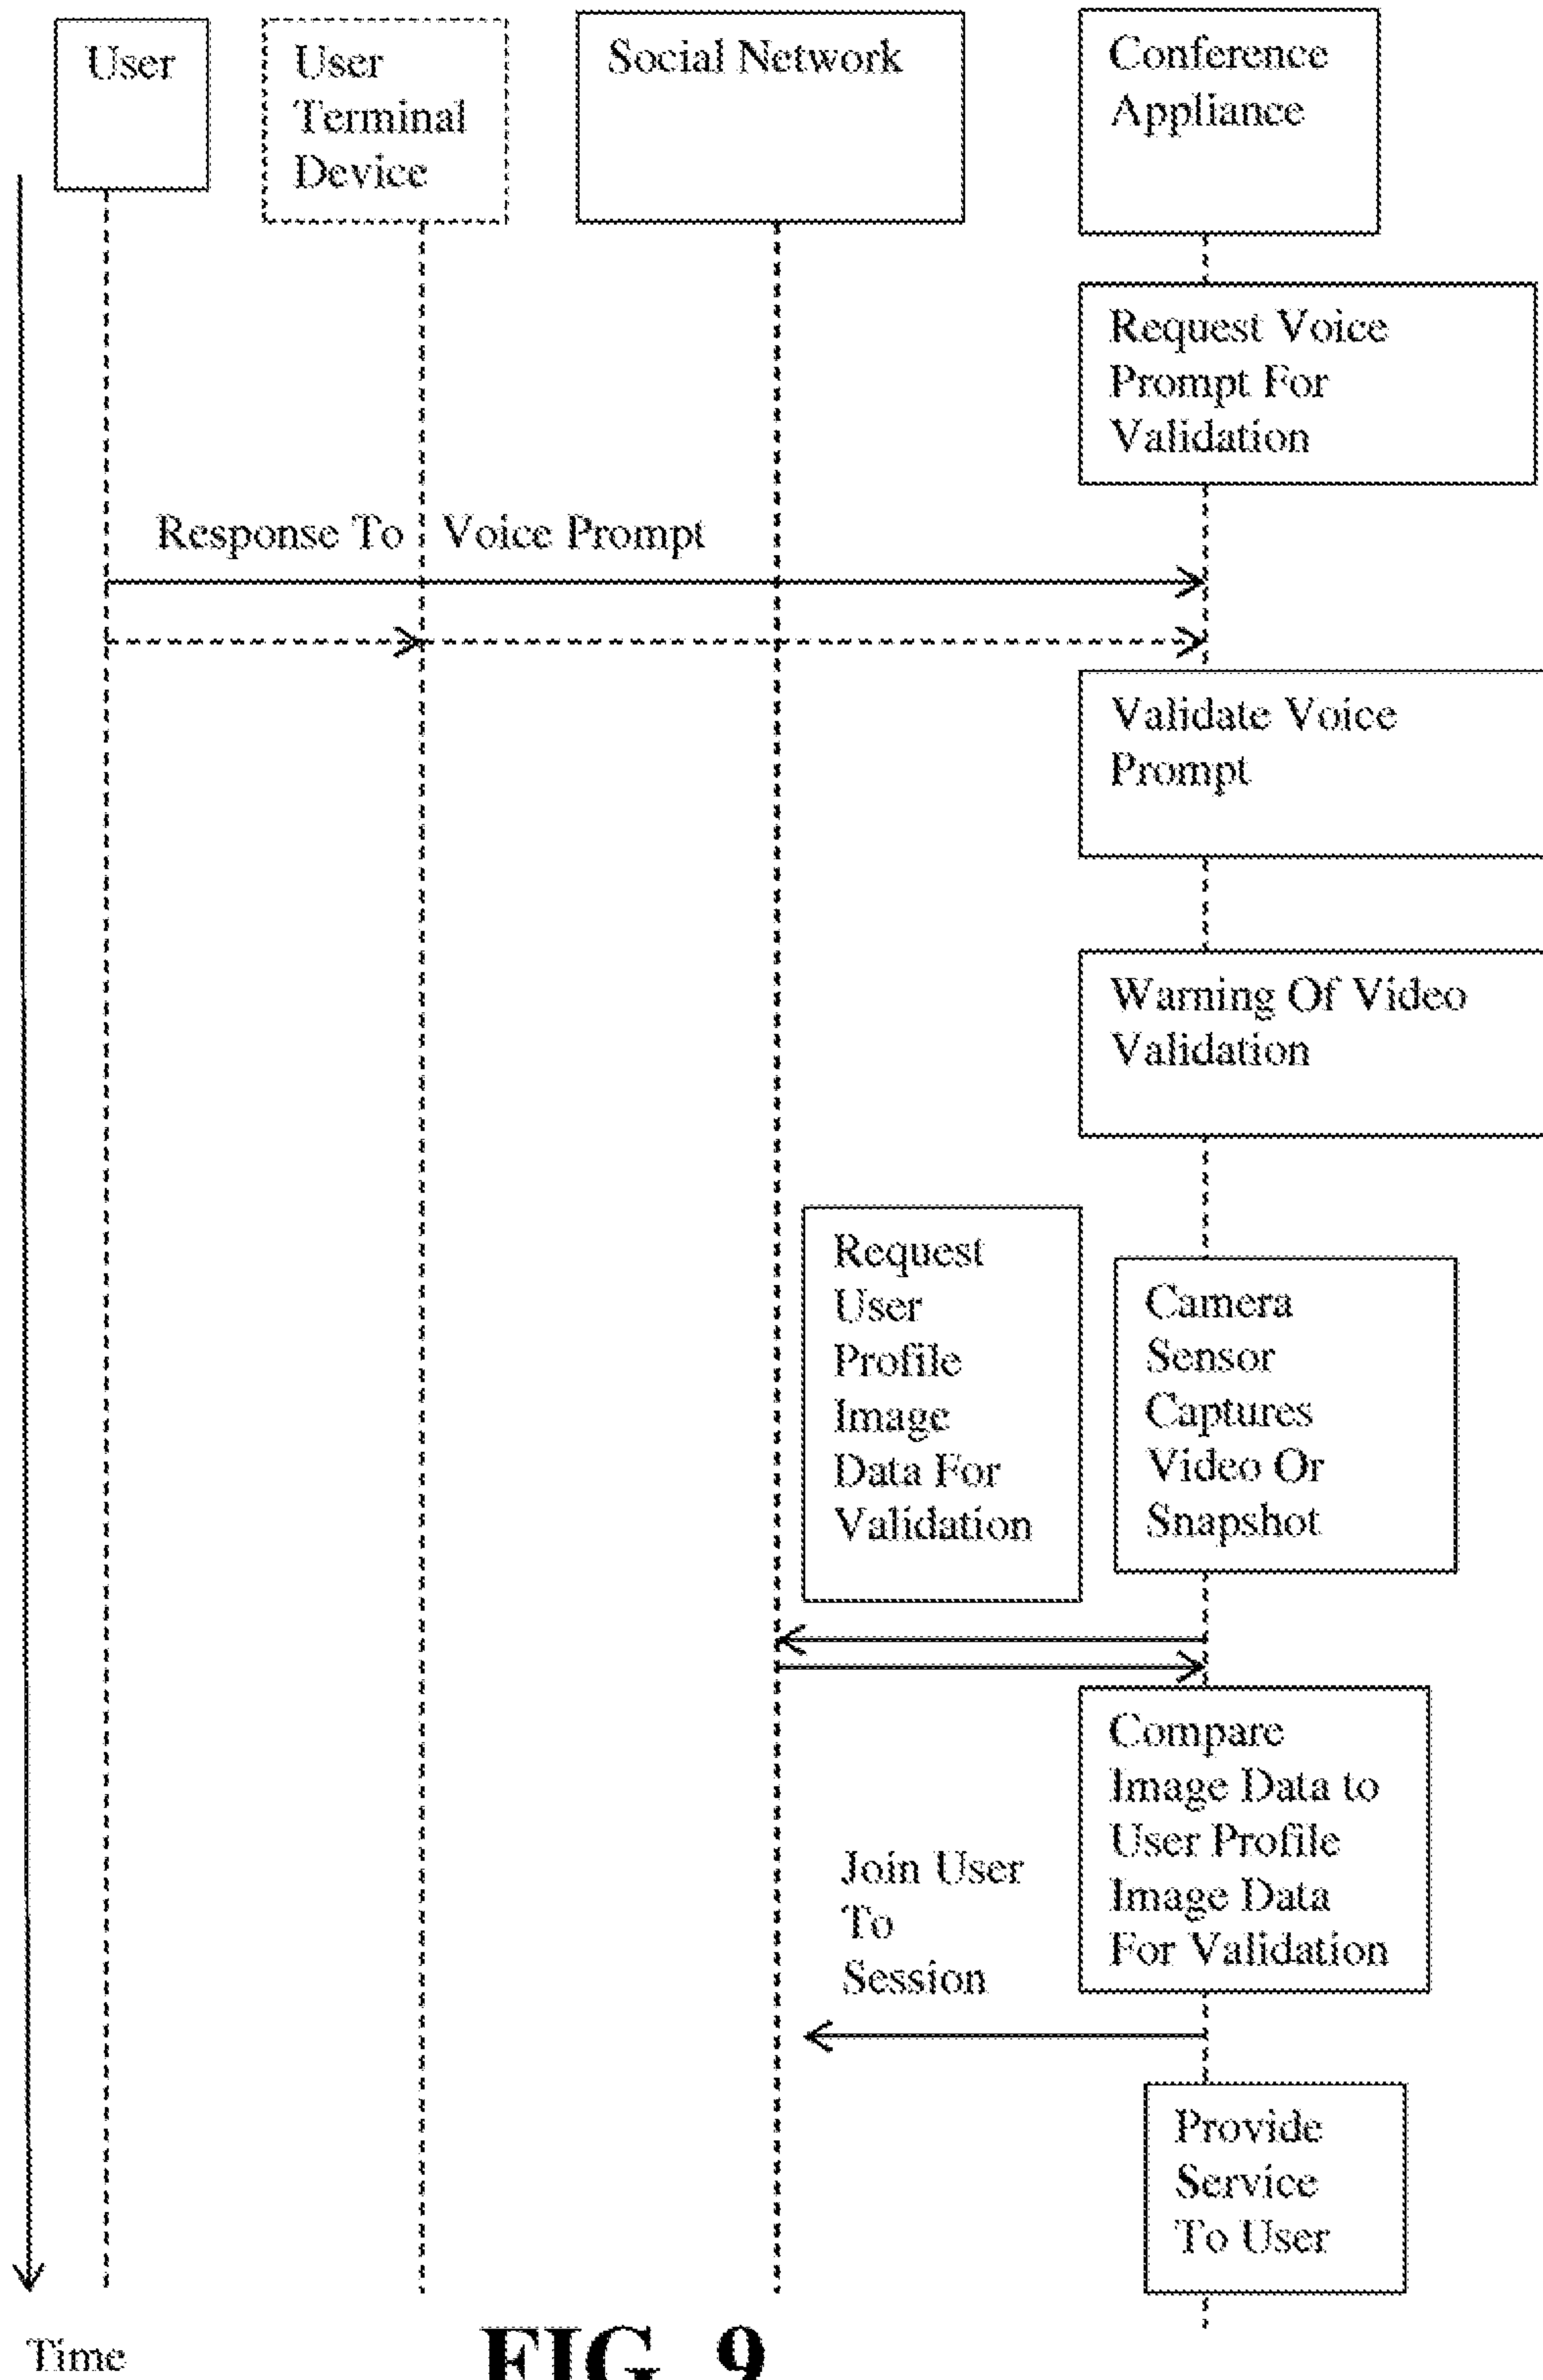 User
User
Terminal
Device
Social Network
Conference
Appliance
Request Voice
Prompt For
Validation
Response To Voice Prompt
Validate Voice
Prompt
Warning Of Video
Validation
Request
User
Profile
Image
Data For
Validation
Camera
Sensor
Captures
Video Or
Snapshot
Compare
Image Data to
User Profile
Image Data
For Validation
Join User
To
Session
Provide
Service
To User
Time
FIG. 9